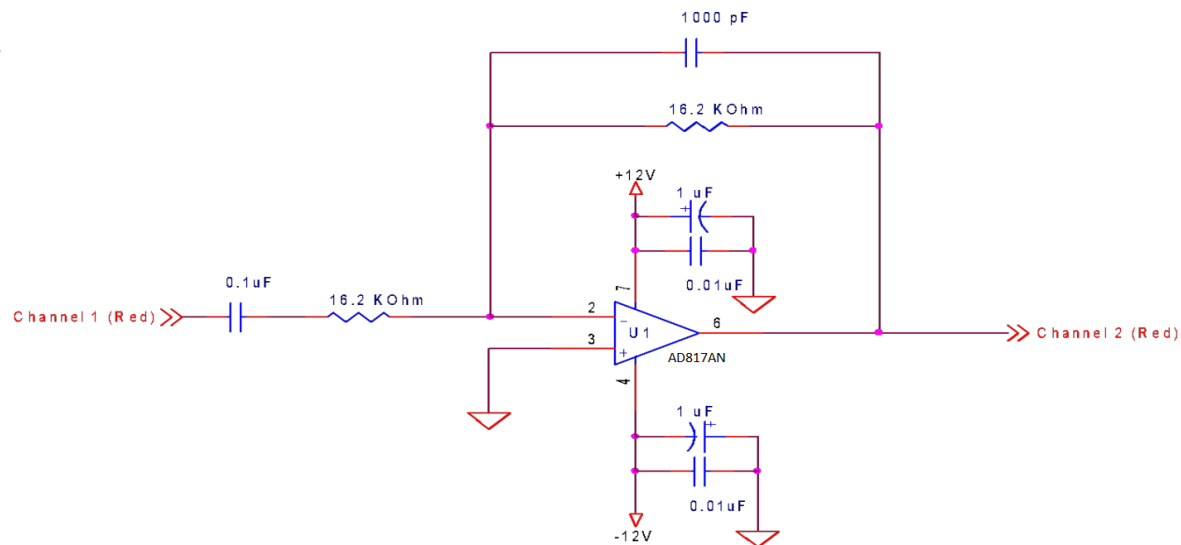 1000 pF
16.2 KOhm
+12V
1 uF
+
7
0.01uF
0.1uF
16.2 KOhm
Channel 1 (Red)
2
-
U1
6
3
+
AD817AN
Channel 2 (Red)
4
1 uF
+
0.01uF
-12V